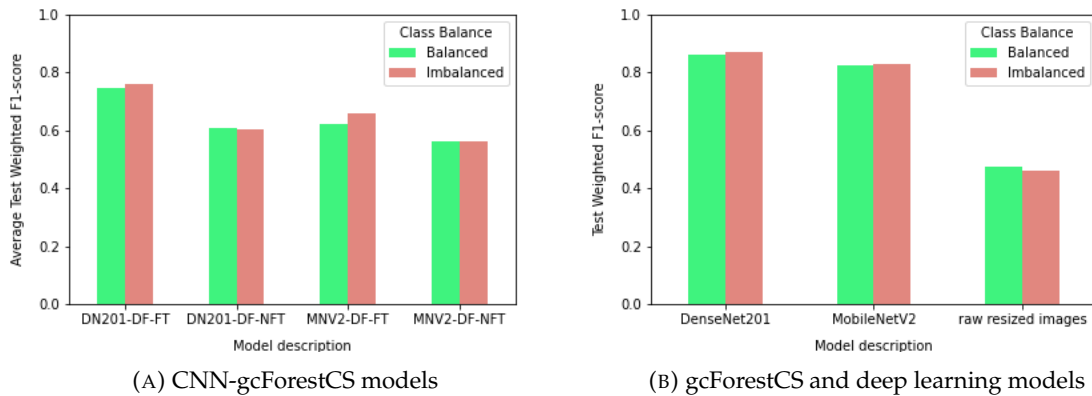 1.0
0.8
0.6
0.4
0.2
0.0
Average Test Weighted F1-score
Class Balance
Balanced
Imbalanced
DN201-DF-FT DN201-DF-NFT MNV2-DF-FT MNV2-DF-NFT
Model description
(A) CNN-gcForestCS models
1.0
0.8
0.6
0.4
0.2
0.0
Test Weighted F1-score
Class Balance
Balanced
Imbalanced
DenseNet201 MobileNetV2 raw resized images
Model description
(B) gcForestCS and deep learning models